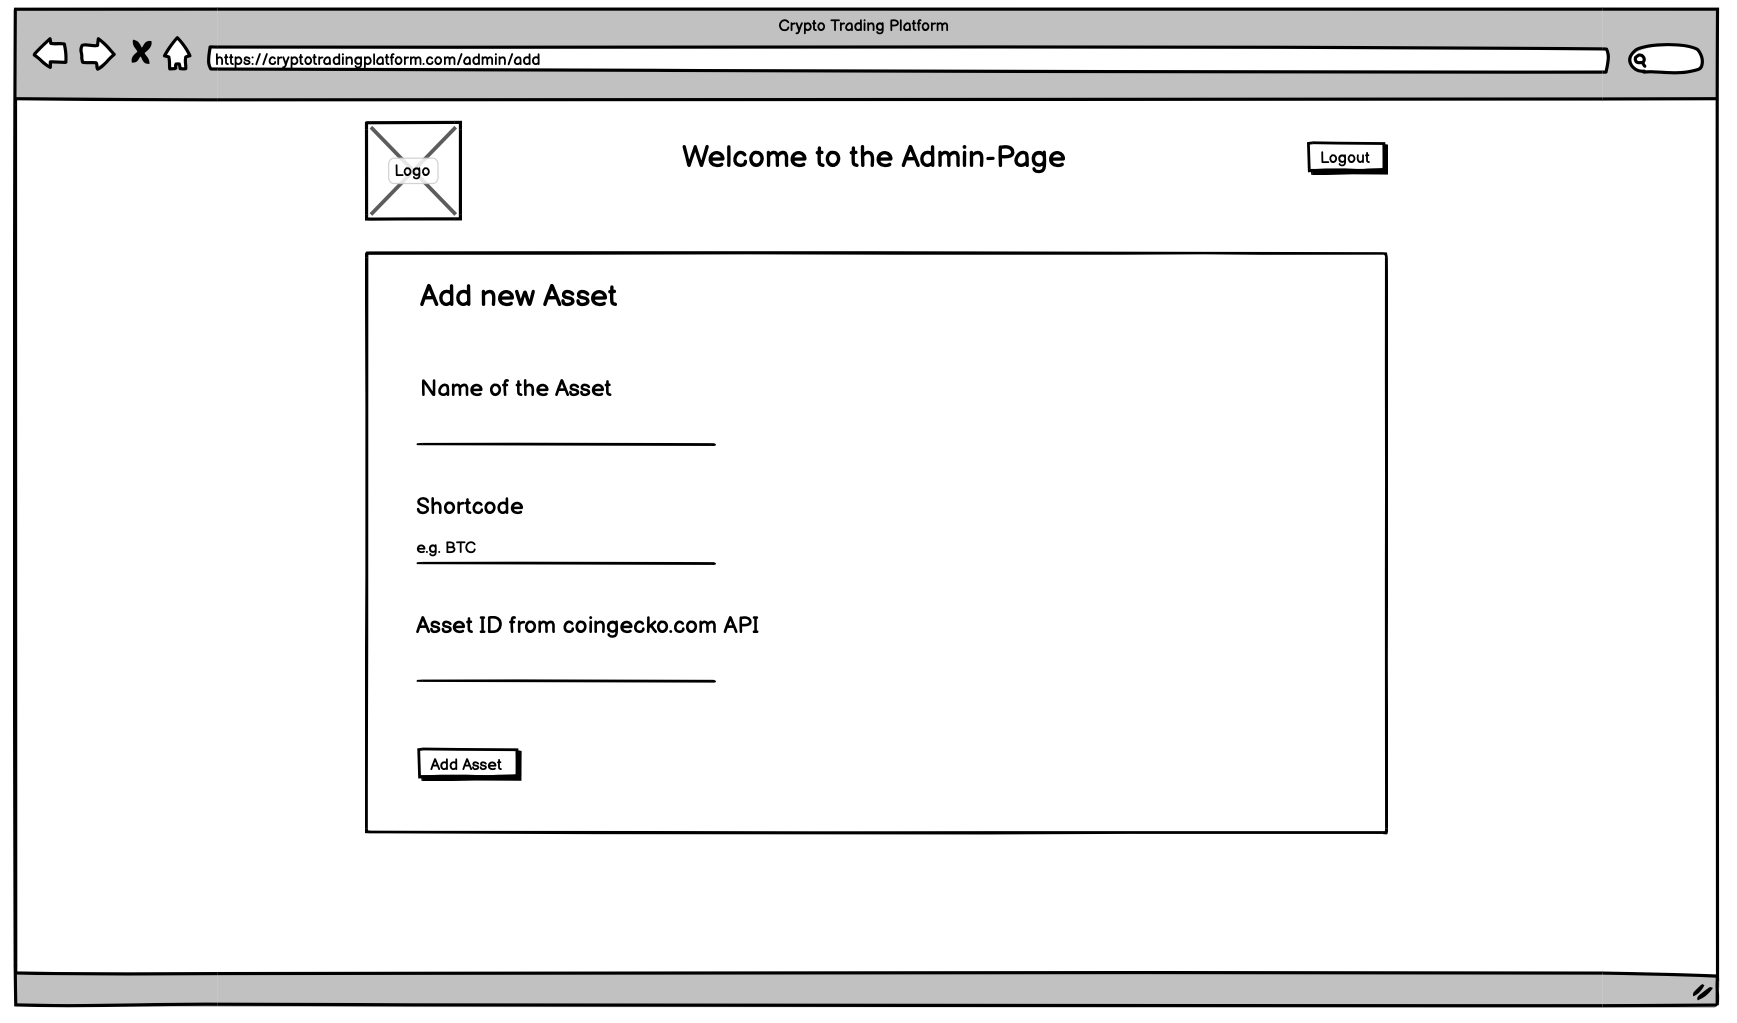 Crypto Trading Platform
https://cryptotradingplatform.com/admin/add
Logo
Welcome to the Admin-Page
Logout
Add new Asset
Name of the Asset
Shortcode
e.g. BTC
Asset ID from coingecko.com API
Add Asset